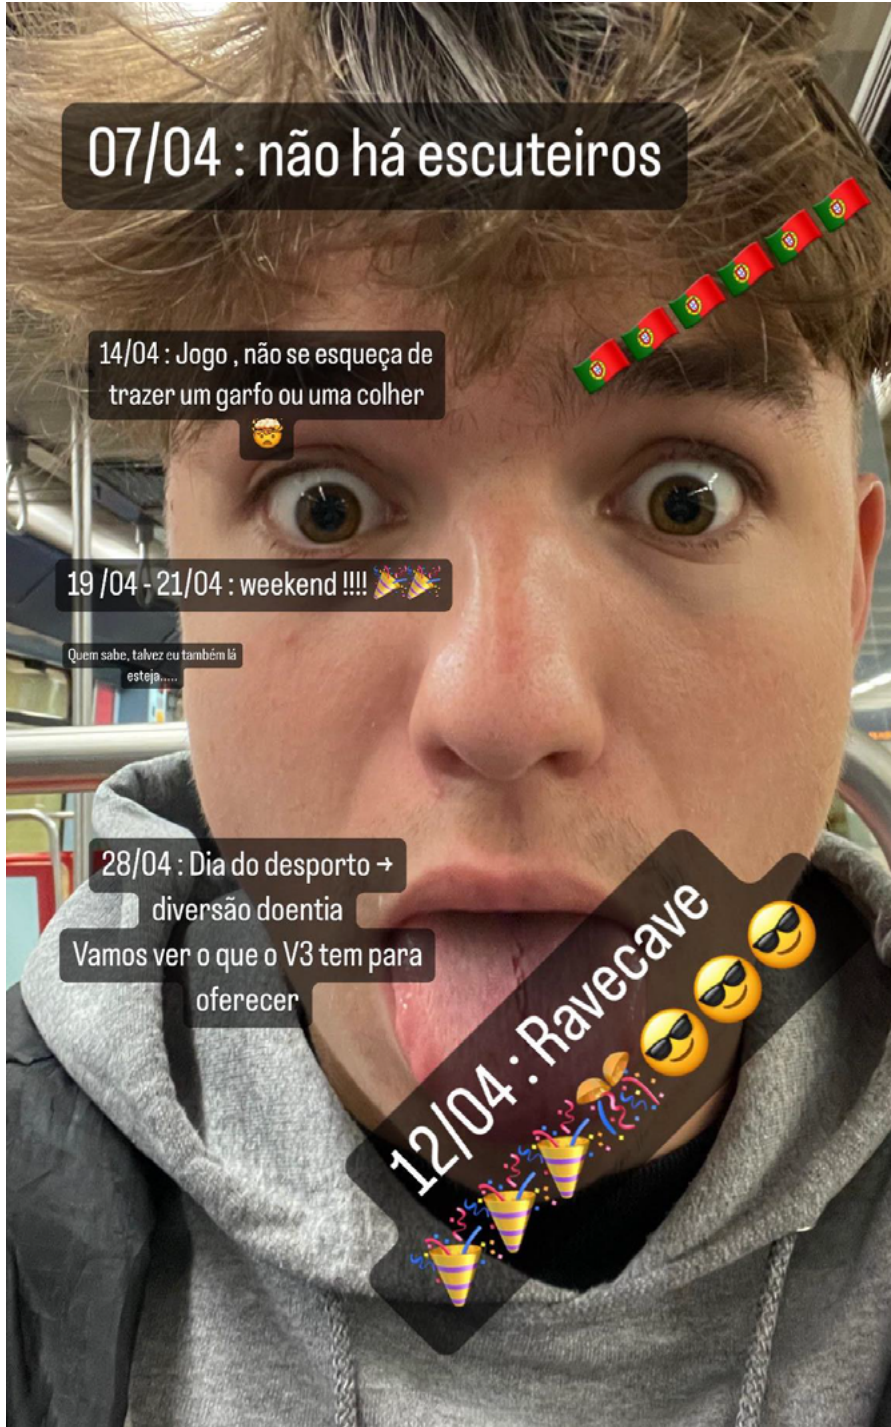 07/04 : não há escuteiros
14/04 : Jogo , não se esqueça de
trazer um garfo ou uma colher
🤯
19 /04 - 21/04 : weekend !!!! 🎉🎉
Quem sabe, talvez eu também lá
esteja.....
28/04 : Dia do desporto →
diversão doentia
Vamos ver o que o V3 tem para
oferecer
12/04 : Ravecave
🎉🎉🎉🎊😎😎😎